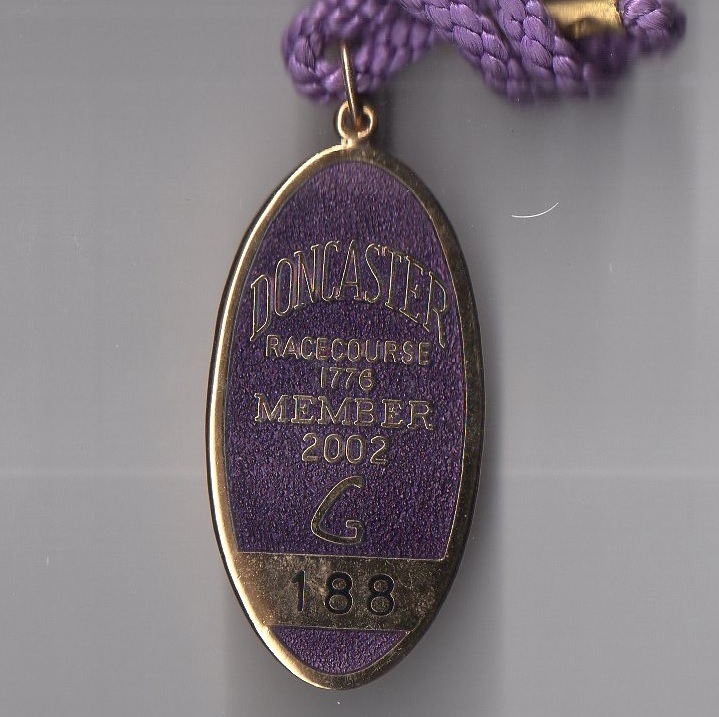 DONCASTER
RACECOURSE
1776
MEMBER
2002
G
188